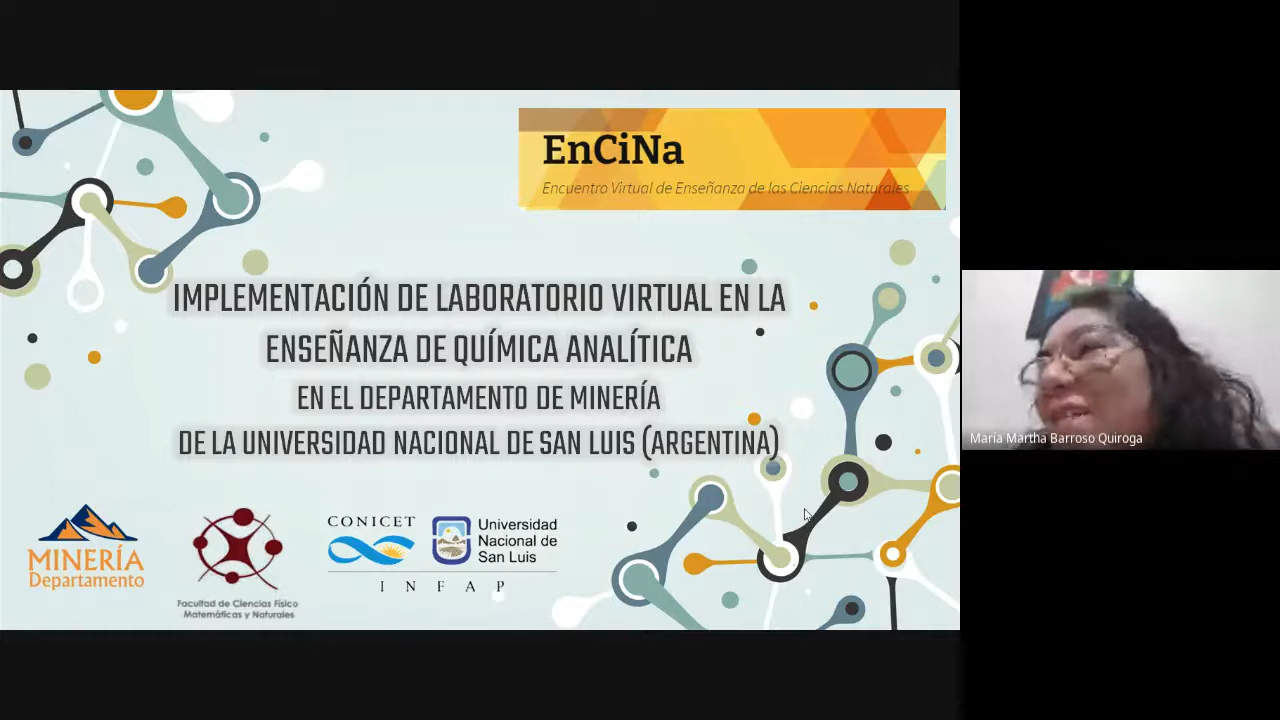 EnCiNa
Encuentro Virtual de Enseñanza de las Ciencias Naturales
IMPLEMENTACIÓN DE LABORATORIO VIRTUAL EN LA
ENSEÑANZA DE QUÍMICA ANALÍTICA
EN EL DEPARTAMENTO DE MINERÍA
DE LA UNIVERSIDAD NACIONAL DE SAN LUIS (ARGENTINA)
MINERÍA
Departamento
Facultad de Ciencias Físico
Matemáticas y Naturales
CONICET
Universidad
Nacional de
San Luis
INFAP
María Martha Barroso Quiroga